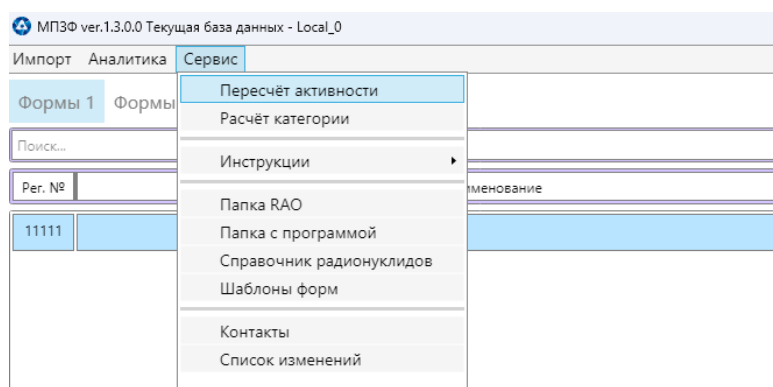 МПЗФ ver.1.3.0.0 Текущая база данных - Local_0
Импорт Аналитика Сервис
Формы 1 Формы
Пересчёт активности
Расчёт категории
Поиск...
Инструкции
Рег. №
Папка RAO
11111
Папка с программой
Справочник радионуклидов
Шаблоны форм
Контакты
Список изменений